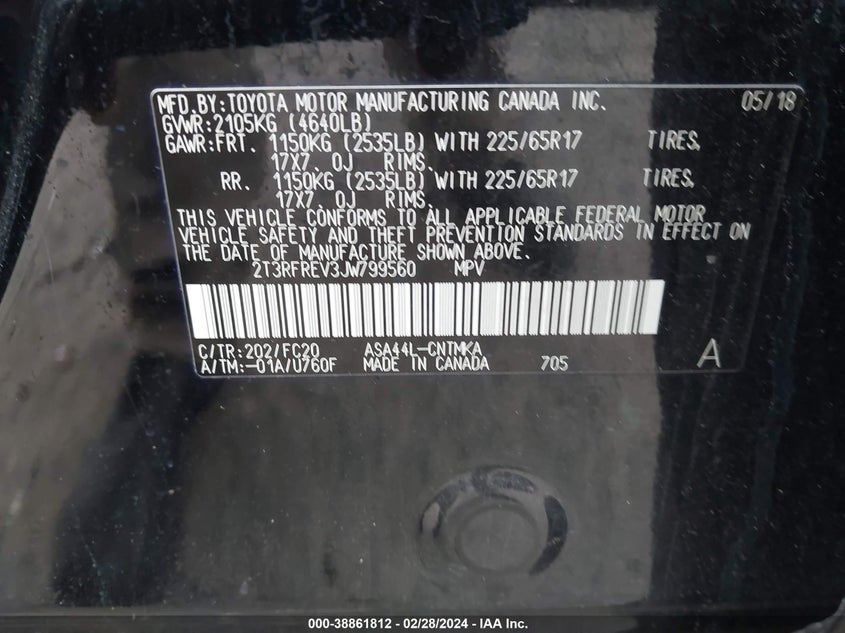 MFD. BY: TOYOTA MOTOR MANUFACTURING CANADA INC. 05/18
GVWR: 2105KG (4640LB)
GAWR: FRT. 1150KG (2535LB) WITH 225/65R17 TIRES,
17X7. 0J RIMS.
RR. 1150KG (2535LB) WITH 225/65R17 TIRES,
17X7. 0J RIMS.
THIS VEHICLE CONFORMS TO ALL APPLICABLE FEDERAL MOTOR
VEHICLE SAFETY AND THEFT PREVENTION STANDARDS IN EFFECT ON
THE DATE OF MANUFACTURE SHOWN ABOVE.
2T3RFREV3JW799560 MPV
C/TR: 202/FC20 ASA44L-CNTMKA A
A/TM: -01A/U760F MADE IN CANADA 705
000-38861812 - 02/28/2024 - IAA Inc.